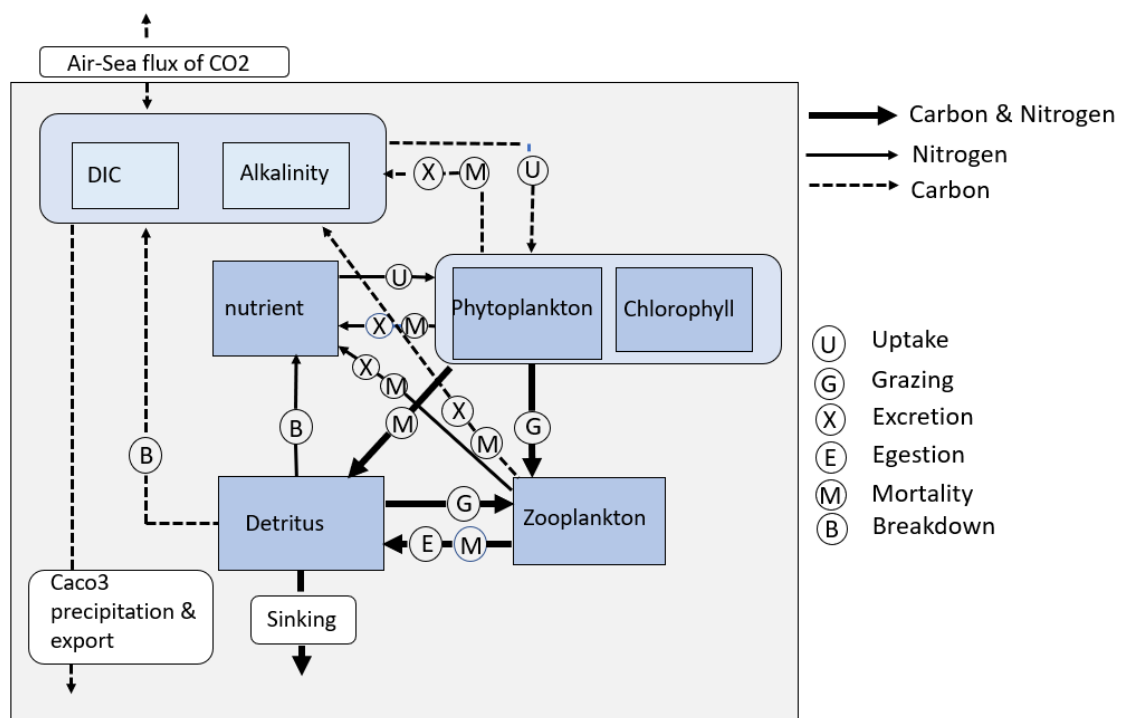 Air-Sea flux of CO2
Carbon & Nitrogen
Nitrogen
Carbon
DIC
Alkalinity
X
M
U
nutrient
U
Phytoplankton
Chlorophyll
X
M
X
M
M
X
M
G
B
B
Detritus
G
Zooplankton
E
M
Caco3
precipitation &
export
Sinking
U Uptake
G Grazing
X Excretion
E Egestion
M Mortality
B Breakdown